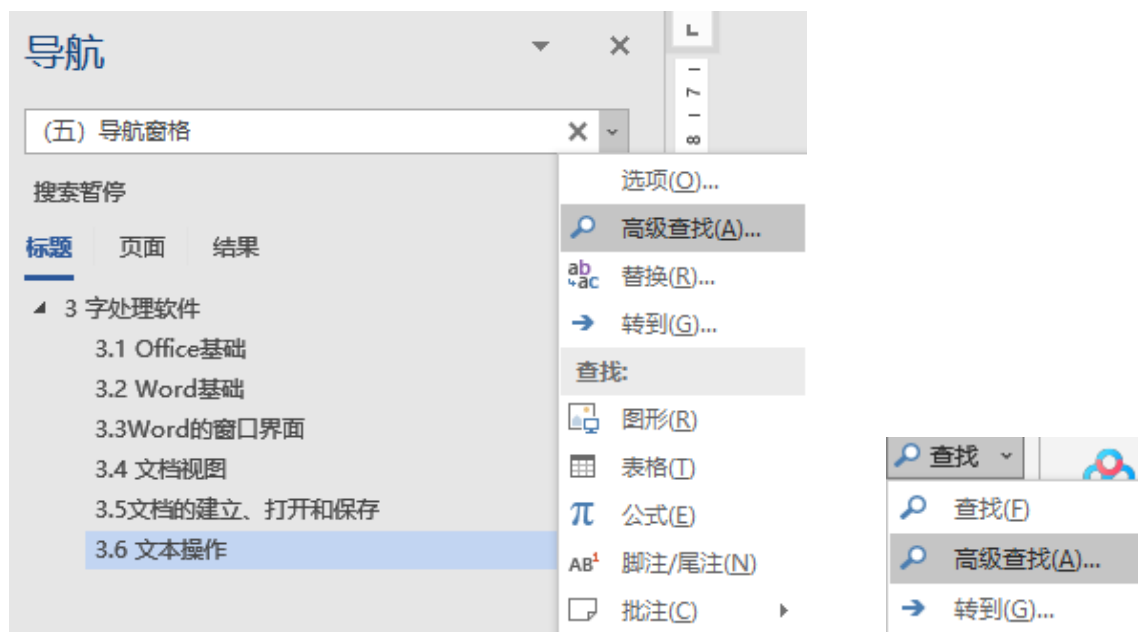 导航
(五) 导航窗格
搜索暂停
标题 页面 结果
3 字处理软件
3.1 Office基础
3.2 Word基础
3.3Word的窗口界面
3.4 文档视图
3.5文档的建立、打开和保存
3.6 文本操作
L
8 1 7 1
选项(O)...
高级查找(A)...
替换(R)...
转到(G)...
查找:
图形(R)
表格(T)
公式(E)
AB1 脚注/尾注(N)
批注(C)
查找
查找(F)
高级查找(A)...
转到(G)...